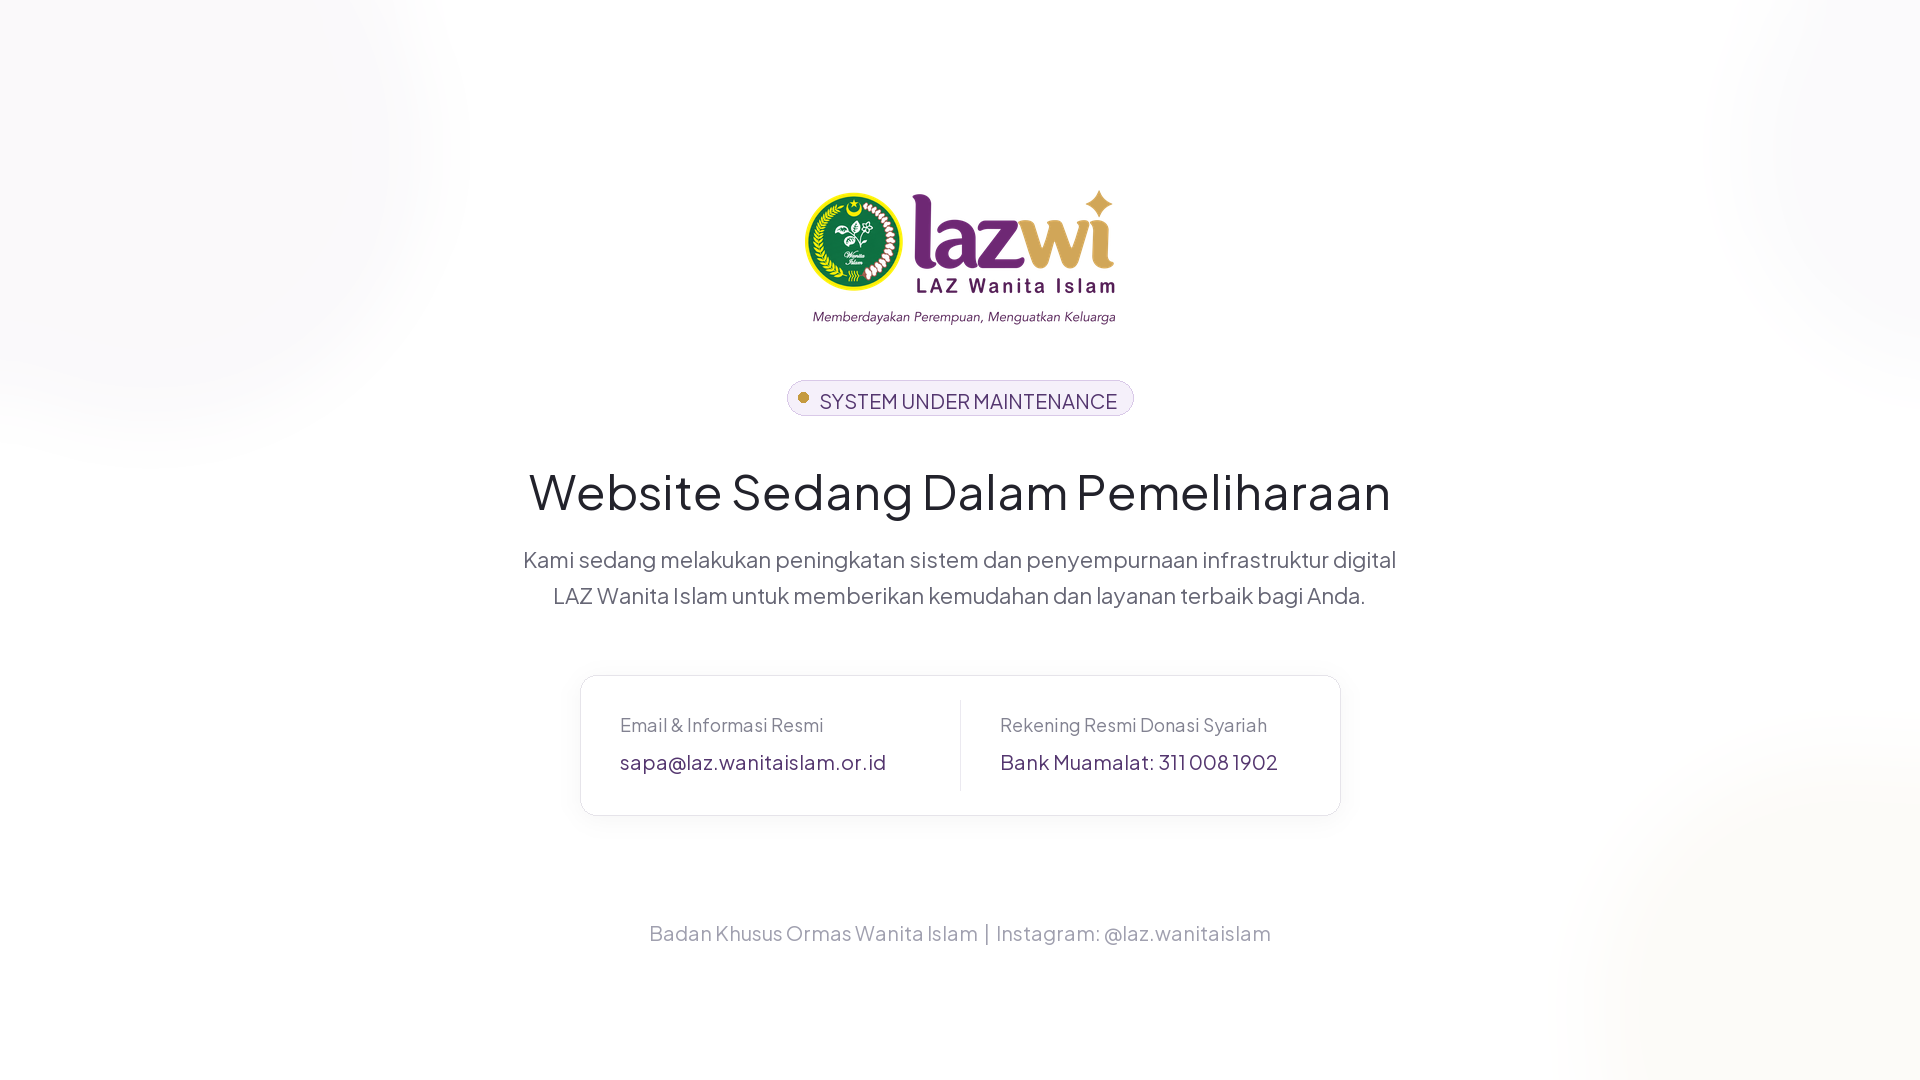 Wanita
Islam
lazwi
LAZ Wanita Islam
Memberdayakan Perempuan, Menguatkan Keluarga
SYSTEM UNDER MAINTENANCE
Website Sedang Dalam Pemeliharaan
Kami sedang melakukan peningkatan sistem dan penyempurnaan infrastruktur digital
LAZ Wanita Islam untuk memberikan kemudahan dan layanan terbaik bagi Anda.
Email & Informasi Resmi
sapa@laz.wanitaislam.or.id
Rekening Resmi Donasi Syariah
Bank Muamalat: 311 008 1902
Badan Khusus Ormas Wanita Islam | Instagram: @laz.wanitaislam